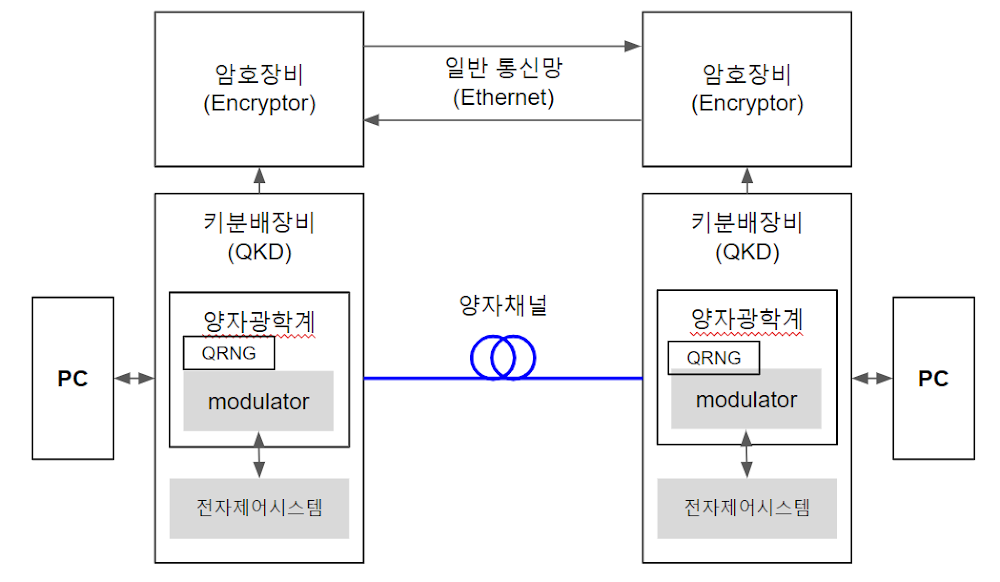 암호장비
(Encryptor)
일반 통신망
(Ethernet)
암호장비
(Encryptor)
키분배장비
(QKD)
양자광학계
QRNG
modulator
전자제어시스템
PC
양자채널
키분배장비
(QKD)
양자광학계
QRNG
modulator
전자제어시스템
PC